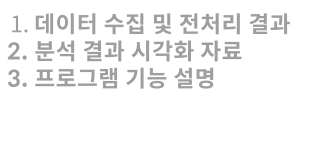 1. 데이터 수집 및 전처리 결과
2. 분석 결과 시각화 자료
3. 프로그램 기능 설명